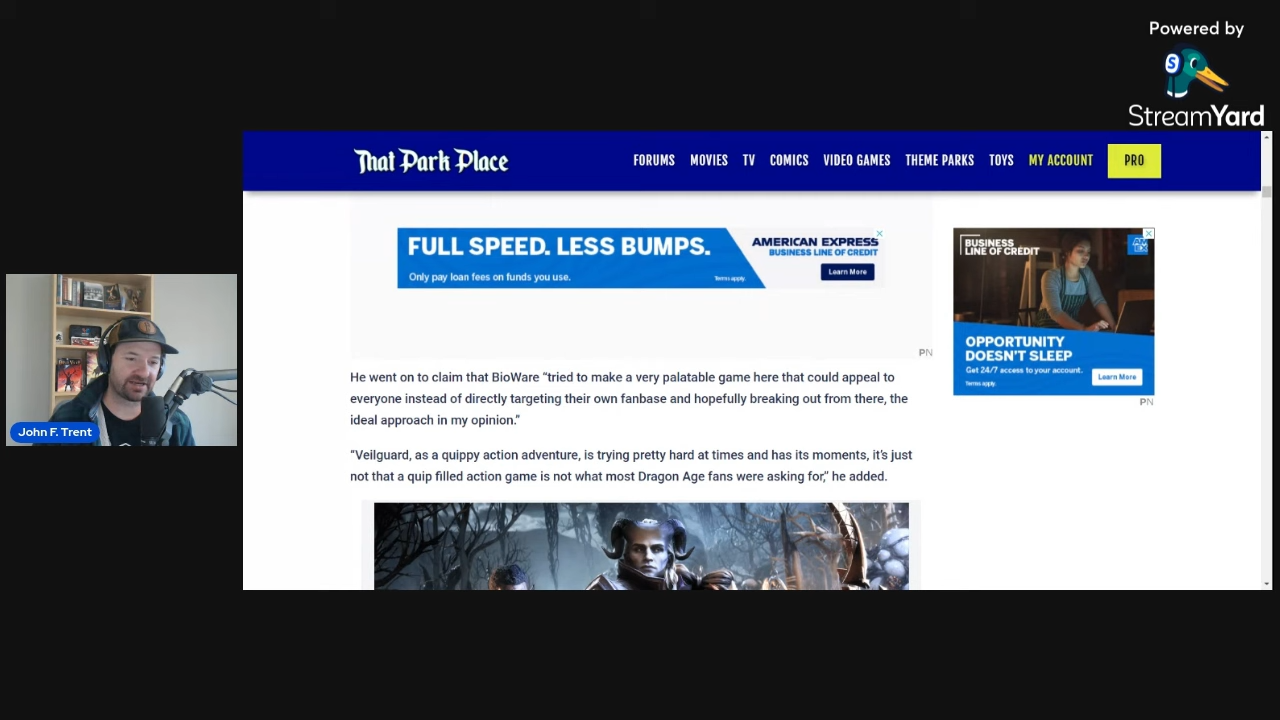 Powered by
S
StreamYard
That Park Place
FORUMS MOVIES TV COMICS VIDEO GAMES THEME PARKS TOYS MY ACCOUNT PRO
FULL SPEED. LESS BUMPS.
Only pay loan fees on funds you use.
Terms apply.
AMERICAN EXPRESS
BUSINESS LINE OF CREDIT
Learn More
PN
BUSINESS
LINE OF CREDIT
AM
EX
OPPORTUNITY
DOESN'T SLEEP
Get 24/7 access to your account.
Terms apply.
Learn More
PN
He went on to claim that BioWare “tried to make a very palatable game here that could appeal to
everyone instead of directly targeting their own fanbase and hopefully breaking out from there, the
ideal approach in my opinion.”
“Veilguard, as a quippy action adventure, is trying pretty hard at times and has its moments, it’s just
not that a quip filled action game is not what most Dragon Age fans were asking for,” he added.
John F. Trent